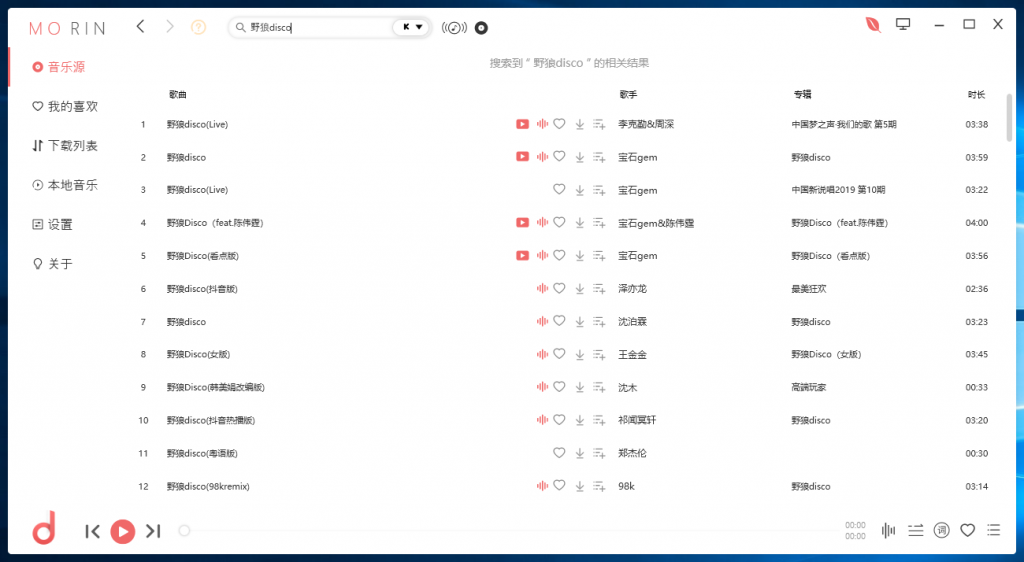 MO RIN
?
野狼disco
K
音乐源
我的喜欢
下载列表
本地音乐
设置
关于
搜索到 “ 野狼disco ” 的相关结果
歌曲 歌手 专辑 时长
1 野狼disco(Live) 李克勤&周深 中国梦之声·我们的歌 第5期 03:38
2 野狼disco 宝石gem 野狼disco 03:59
3 野狼disco(Live) 宝石gem 中国新说唱2019 第10期 03:22
4 野狼Disco（feat.陈伟霆） 宝石gem&陈伟霆 野狼Disco（feat.陈伟霆） 04:00
5 野狼Disco(看点版) 宝石gem 野狼Disco（看点版） 03:56
6 野狼disco(抖音版) 泽亦龙 最美狂欢 02:36
7 野狼disco 沈泊霖 野狼disco 03:23
8 野狼Disco(女版) 王金金 野狼Disco（女版） 03:45
9 野狼Disco(韩美娟改编版) 沈木 高端玩家 00:33
10 野狼disco(抖音热播版) 祁闻冥轩 野狼disco 03:20
11 野狼disco(粤语版) 郑杰伦 00:30
12 野狼disco(98kremix) 98k 野狼disco 03:14
00:00
00:00
词